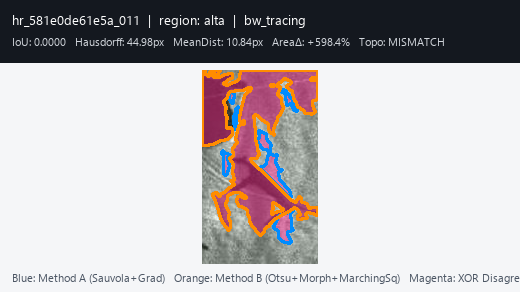 hr_581e0de61e5a_011 | region: alta | bw_tracing
IoU: 0.0000 Hausdorff: 44.98px MeanDist: 10.84px AreaΔ: +598.4% Topo: MISMATCH
Blue: Method A (Sauvola+Grad) Orange: Method B (Otsu+Morph+MarchingSq) Magenta: XOR Disagre